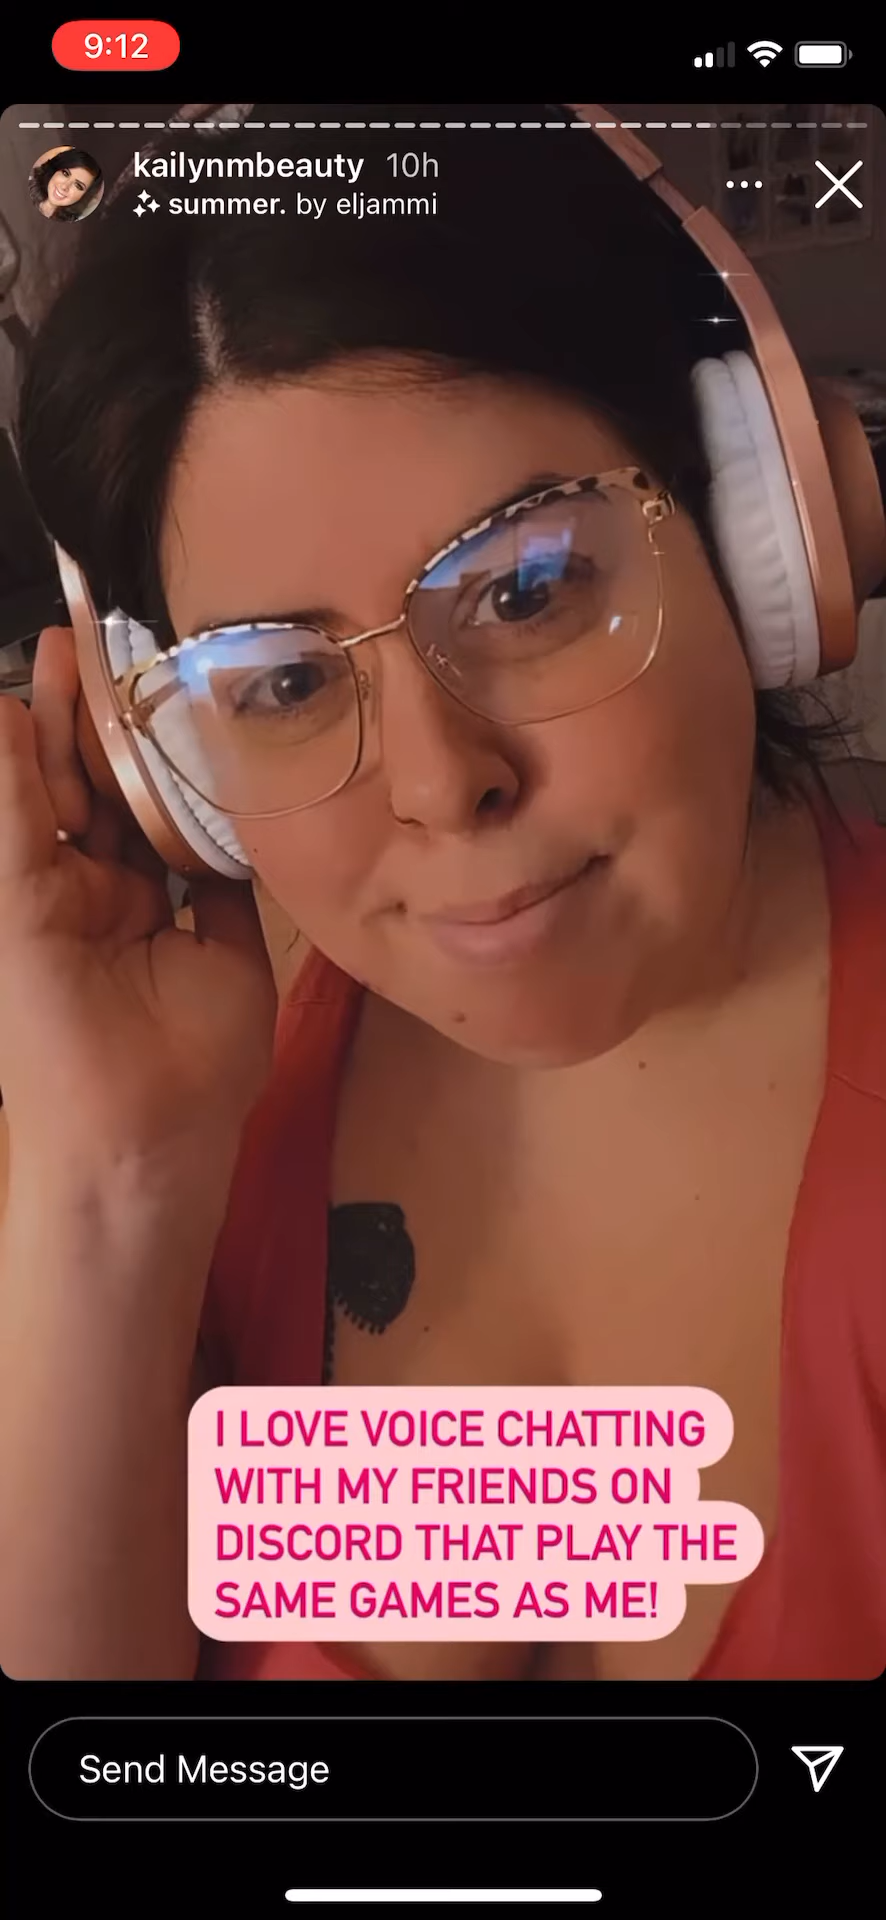 9:12
kailynmbeauty 10h
summer. by eljammi
I LOVE VOICE CHATTING
WITH MY FRIENDS ON
DISCORD THAT PLAY THE
SAME GAMES AS ME!
Send Message